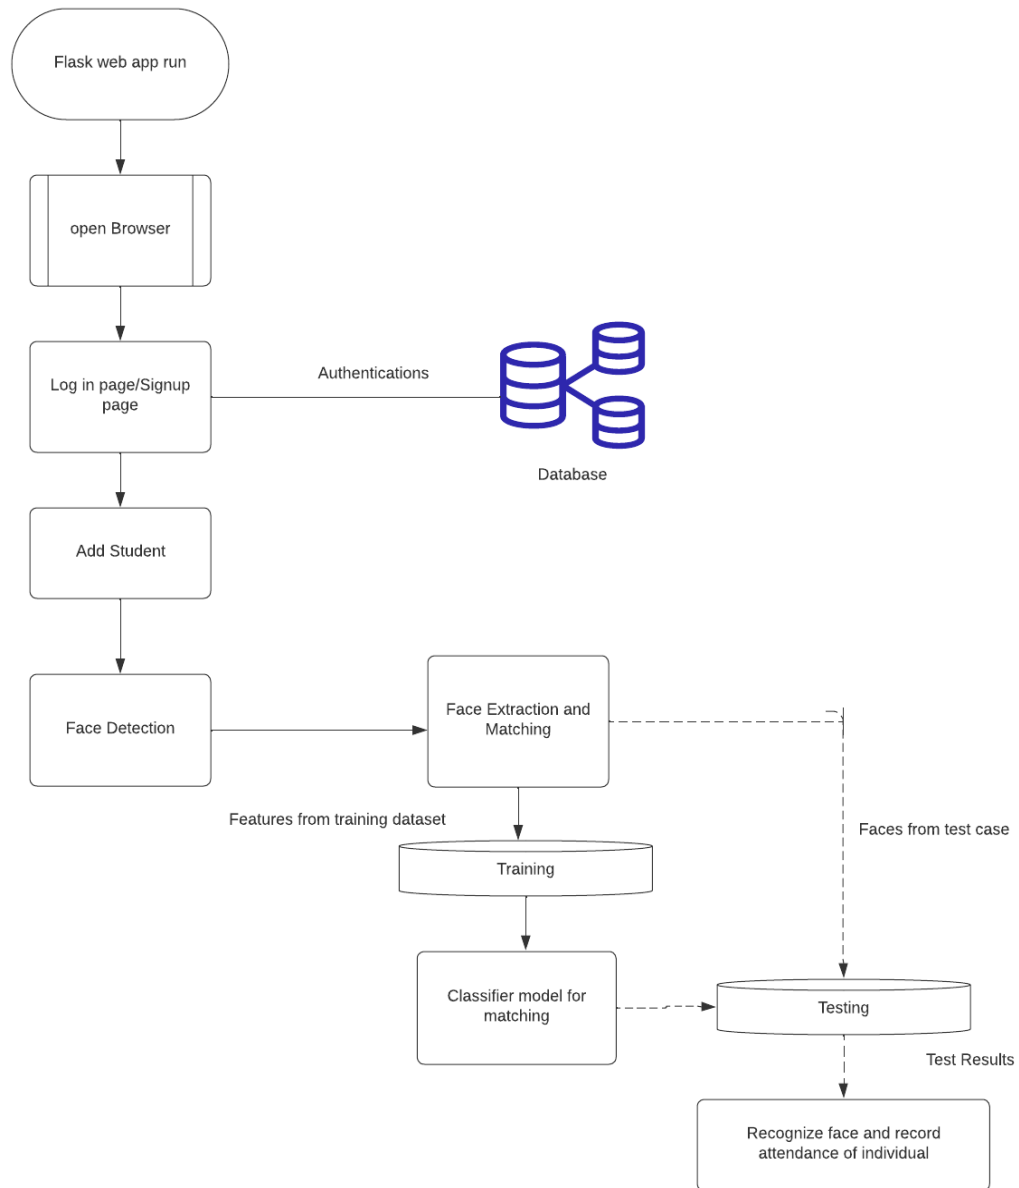 Flask web app run
open Browser
Log in page/Signup
page
Authentications
Database
Add Student
Face Detection
Face Extraction and
Matching
Features from training dataset
Faces from test case
Training
Classifier model for
matching
Testing
Test Results
Recognize face and record
attendance of individual